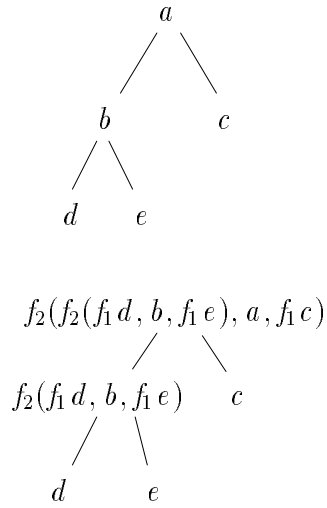 a
b c
d e
f₂(f₂(f₁ d, b, f₁ e), a, f₁ c)
f₂(f₁ d, b, f₁ e) c
d e